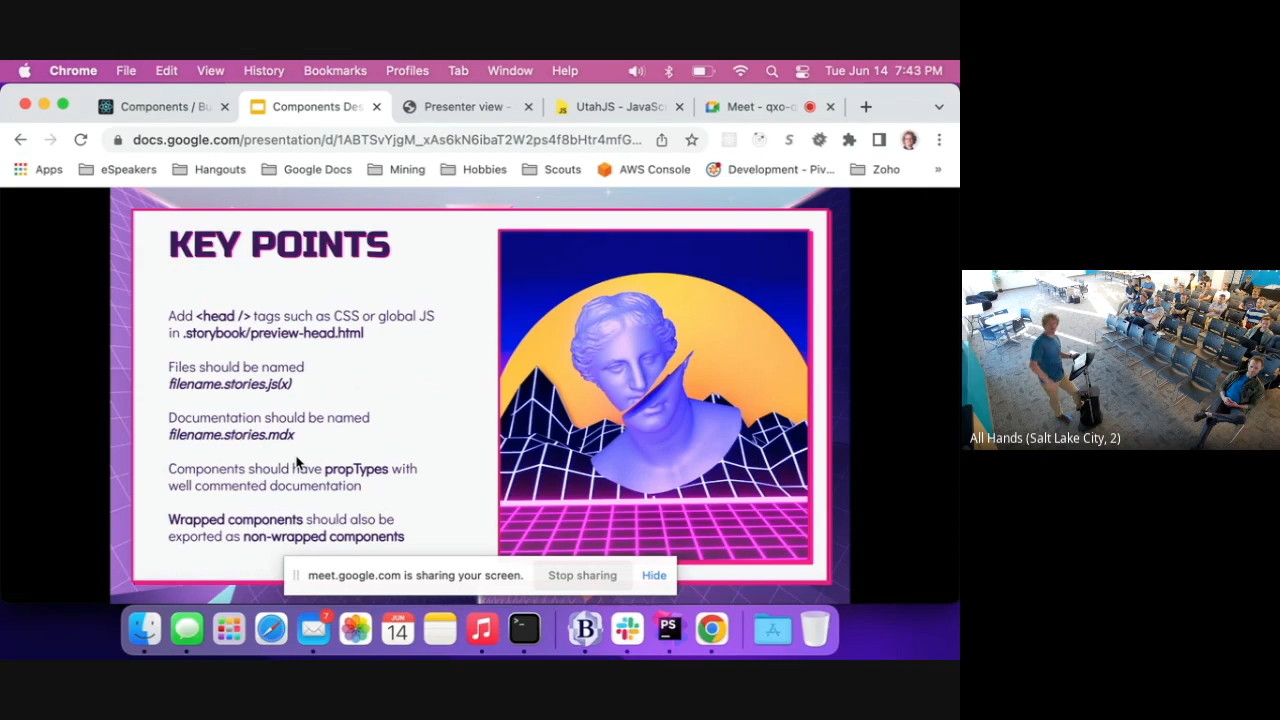 Chrome File Edit View History Bookmarks Profiles Tab Window Help Tue Jun 14 7:43 PM
Components / Bu Components Des Presenter view - UtahJS - JavaSc Meet - qxo-q
docs.google.com/presentation/d/1ABTSvYjgM_xAs6kN6ibaT2W2ps4f8bHtr4mfG...
Apps eSpeakers Hangouts Google Docs Mining Hobbies Scouts AWS Console Development - Piv... Zoho »
KEY POINTS
Add <head /> tags such as CSS or global JS
in .storybook/preview-head.html
Files should be named
filename.stories.js(x)
Documentation should be named
filename.stories.mdx
Components should have propTypes with
well commented documentation
Wrapped components should also be
exported as non-wrapped components
meet.google.com is sharing your screen. Stop sharing Hide
7
JUN
14
B
PS
All Hands (Salt Lake City, 2)